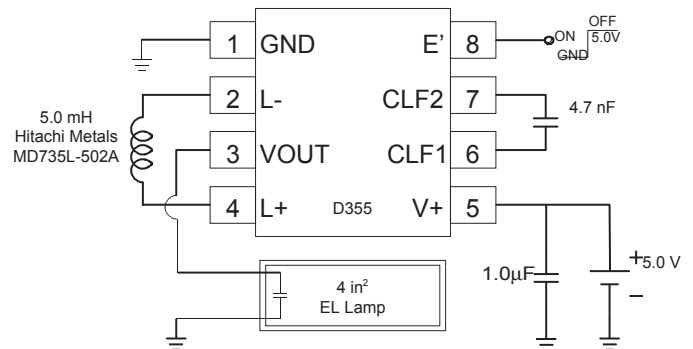 1 GND E’ 8
ON OFF
GND 5.0V
2 L- CLF2 7
5.0 mH
Hitachi Metals
MD735L-502A
4.7 nF
3 VOUT CLF1 6
4 L+ D355 V+ 5
1.0µF
+
5.0 V
–
4 in²
EL Lamp